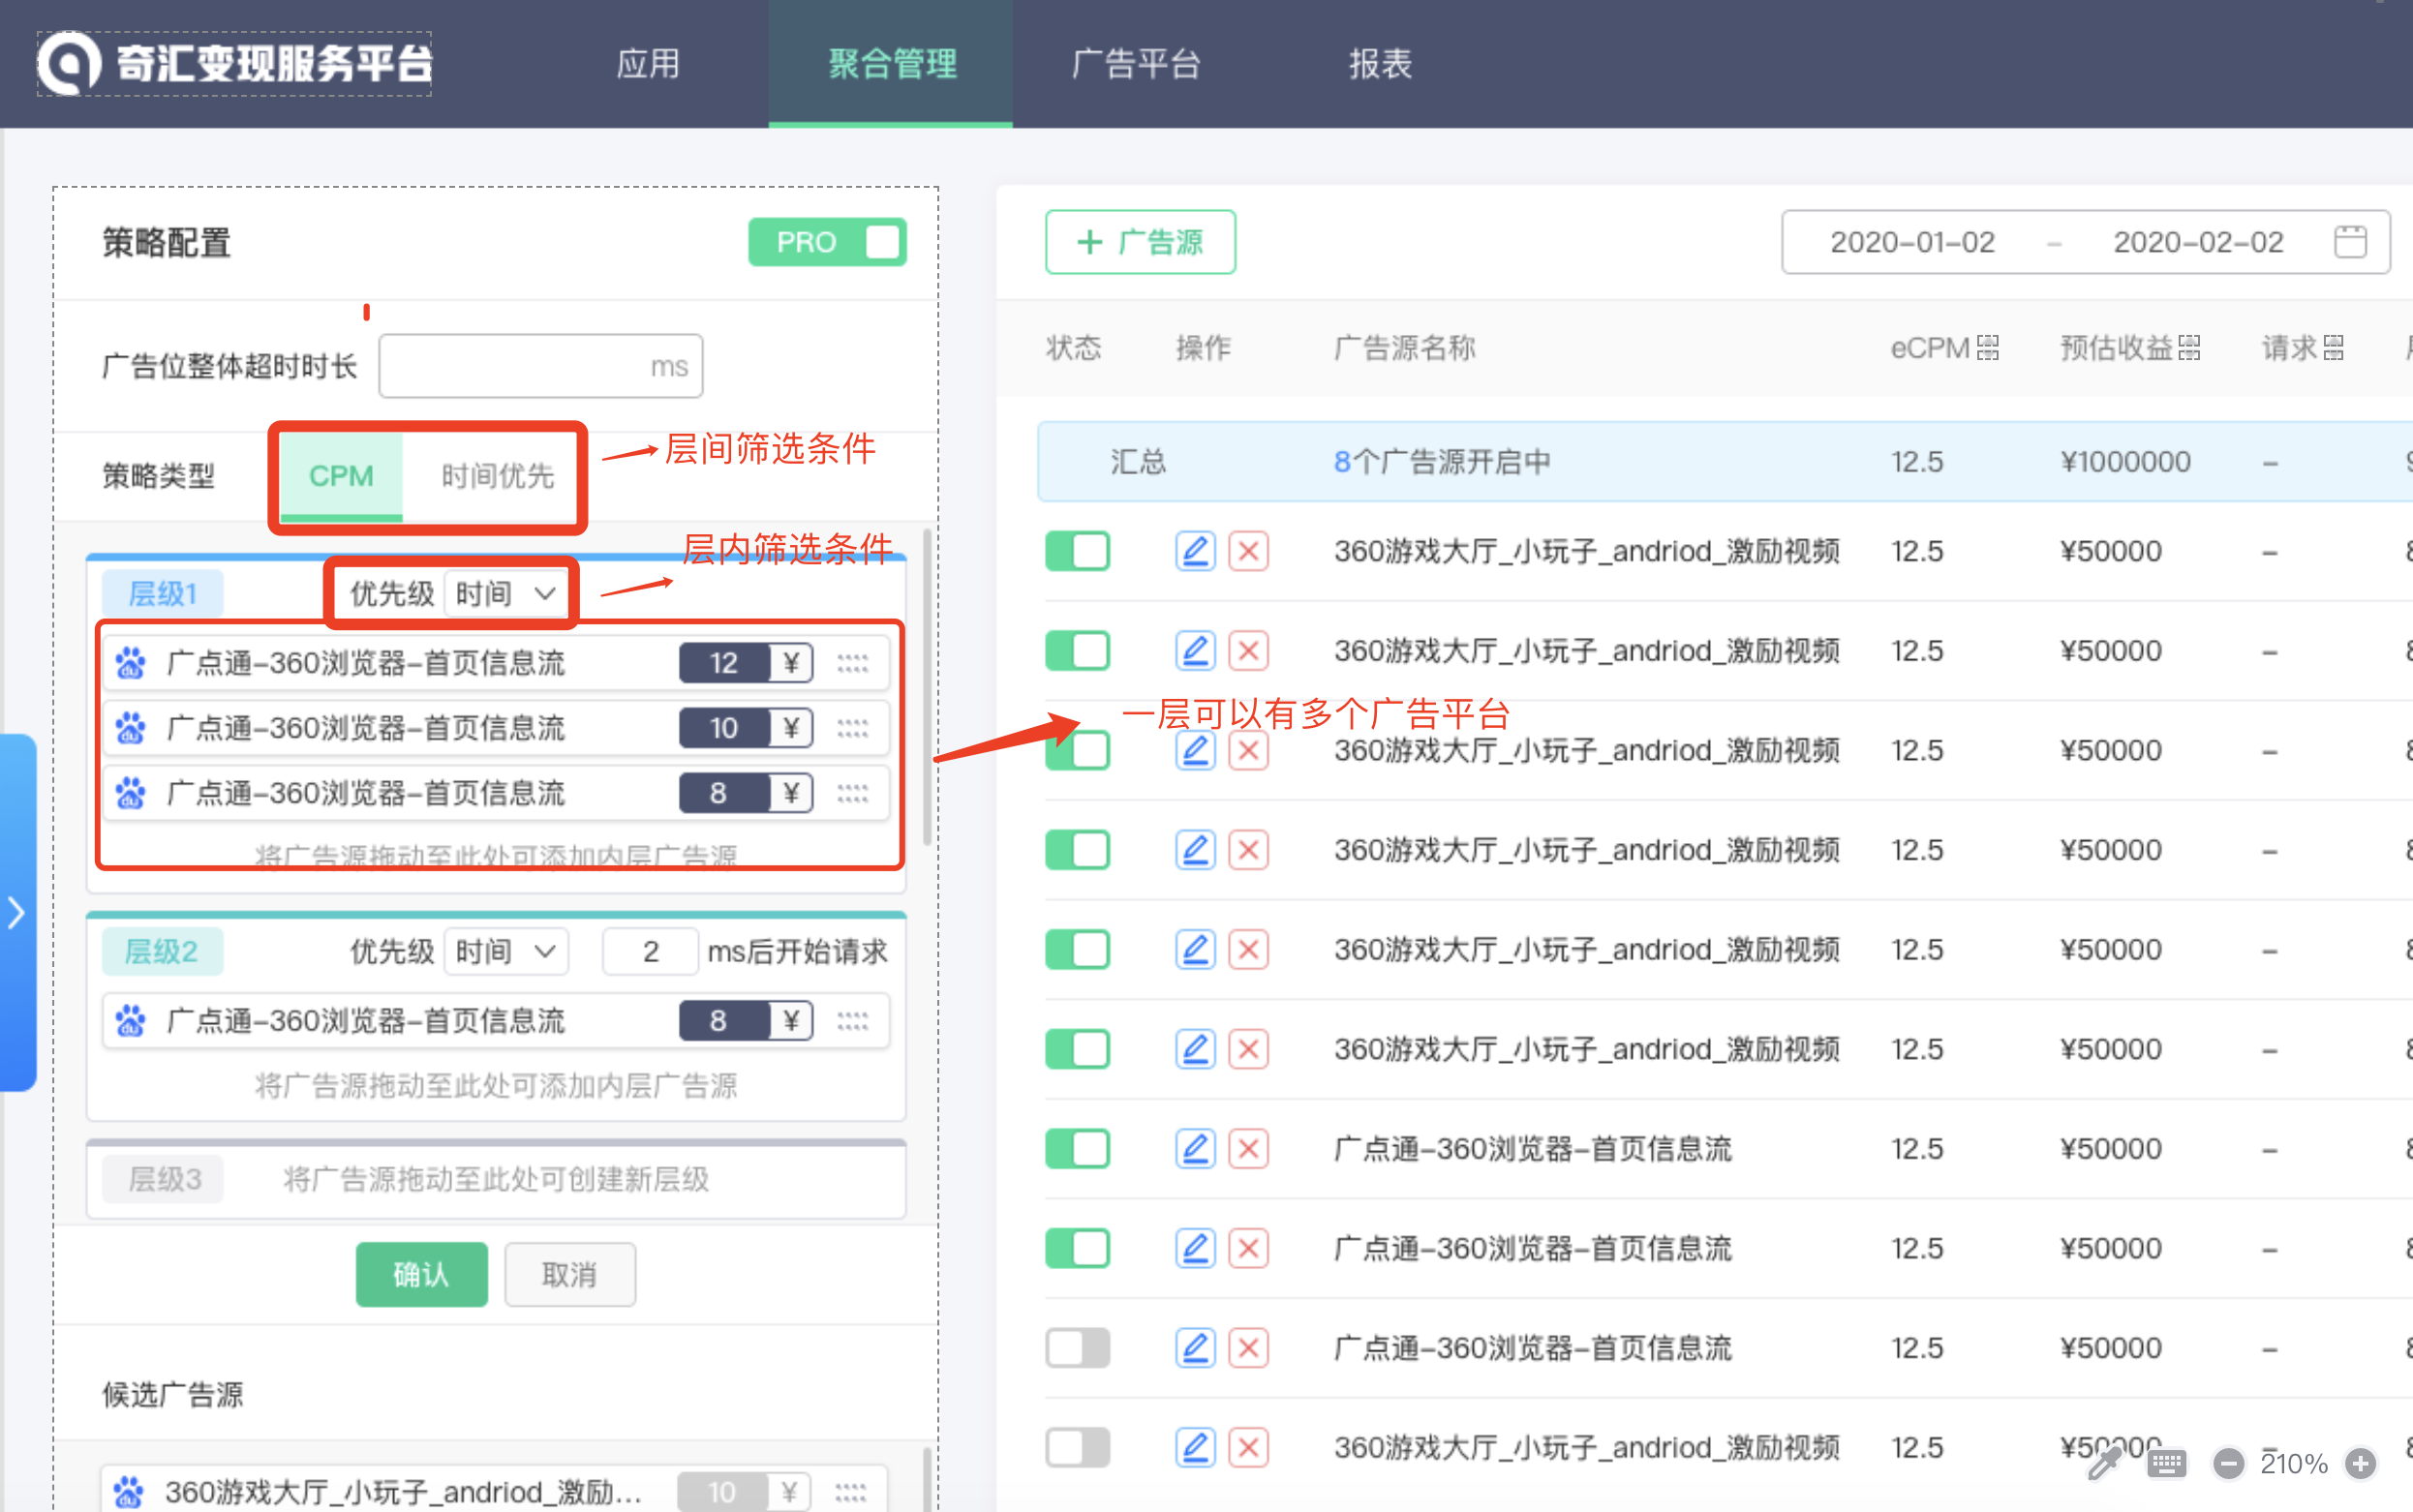 奇汇变现服务平台
应用
聚合管理
广告平台
报表
策略配置
PRO
广告位整体超时时长
ms
策略类型
CPM
时间优先
层间筛选条件
层内筛选条件
层级1
优先级 时间
du 广点通-360浏览器-首页信息流 12 ¥
du 广点通-360浏览器-首页信息流 10 ¥
du 广点通-360浏览器-首页信息流 8 ¥
将广告源拖动至此处可添加内层广告源
层级2
优先级 时间 2 ms后开始请求
du 广点通-360浏览器-首页信息流 8 ¥
将广告源拖动至此处可添加内层广告源
层级3 将广告源拖动至此处可创建新层级
确认
取消
候选广告源
du 360游戏大厅_小玩子_andriod_激励... 10 ¥
+ 广告源
2020-01-02 - 2020-02-02
状态 操作 广告源名称 eCPM 预估收益 请求
汇总 8个广告源开启中 12.5 ¥1000000 -
360游戏大厅_小玩子_andriod_激励视频 12.5 ¥50000 -
360游戏大厅_小玩子_andriod_激励视频 12.5 ¥50000 -
一层可以有多个广告平台
360游戏大厅_小玩子_andriod_激励视频 12.5 ¥50000 -
360游戏大厅_小玩子_andriod_激励视频 12.5 ¥50000 -
360游戏大厅_小玩子_andriod_激励视频 12.5 ¥50000 -
360游戏大厅_小玩子_andriod_激励视频 12.5 ¥50000 -
广点通-360浏览器-首页信息流 12.5 ¥50000 -
广点通-360浏览器-首页信息流 12.5 ¥50000 -
广点通-360浏览器-首页信息流 12.5 ¥50000 -
360游戏大厅_小玩子_andriod_激励视频 12.5 ¥50000 -
210%